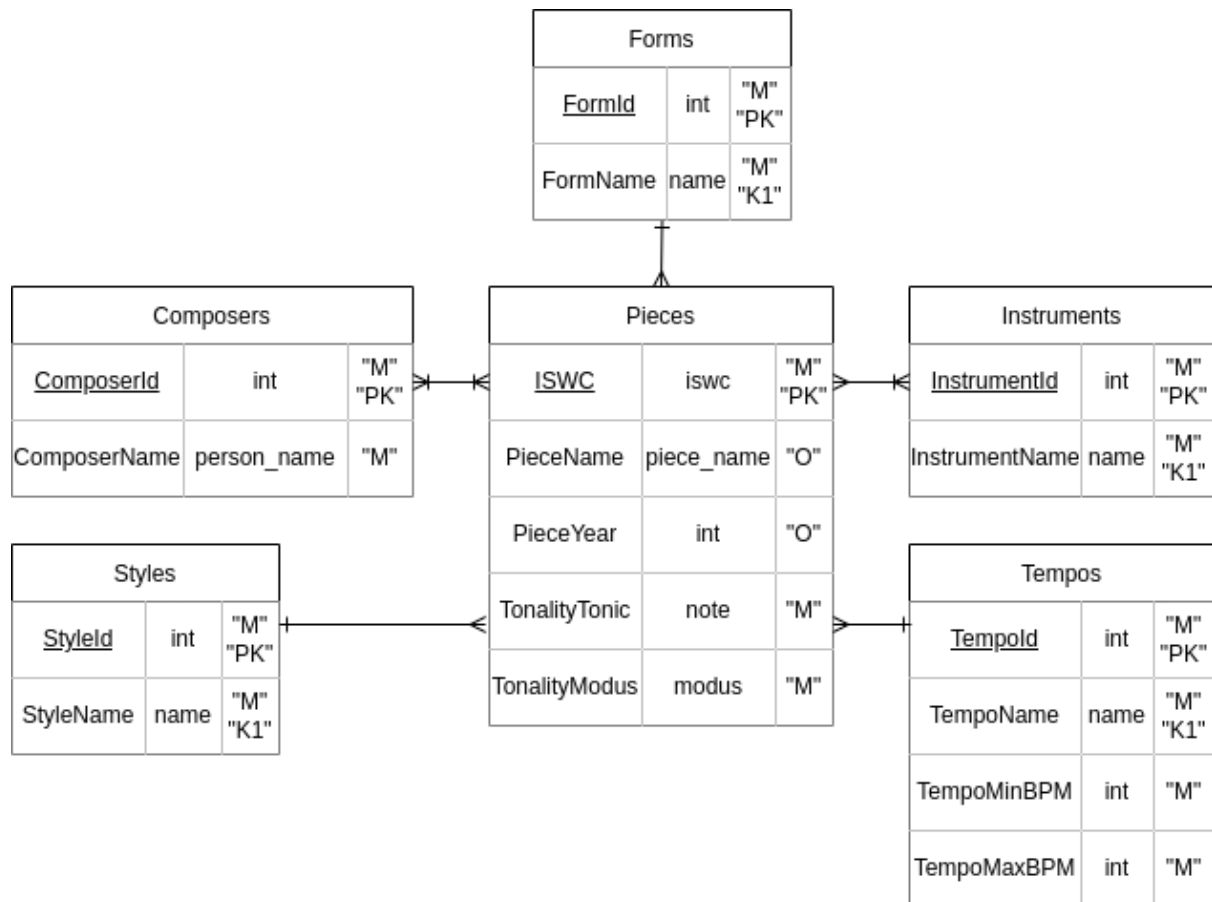 Forms
FormId int "M" "PK"
FormName name "M" "K1"
Composers
ComposerId int "M" "PK"
ComposerName person_name "M"
Pieces
ISWC iswc "M" "PK"
PieceName piece_name "O"
PieceYear int "O"
TonalityTonic note "M"
TonalityModus modus "M"
Instruments
InstrumentId int "M" "PK"
InstrumentName name "M" "K1"
Styles
StyleId int "M" "PK"
StyleName name "M" "K1"
Tempos
TempoId int "M" "PK"
TempoName name "M" "K1"
TempoMinBPM int "M"
TempoMaxBPM int "M"